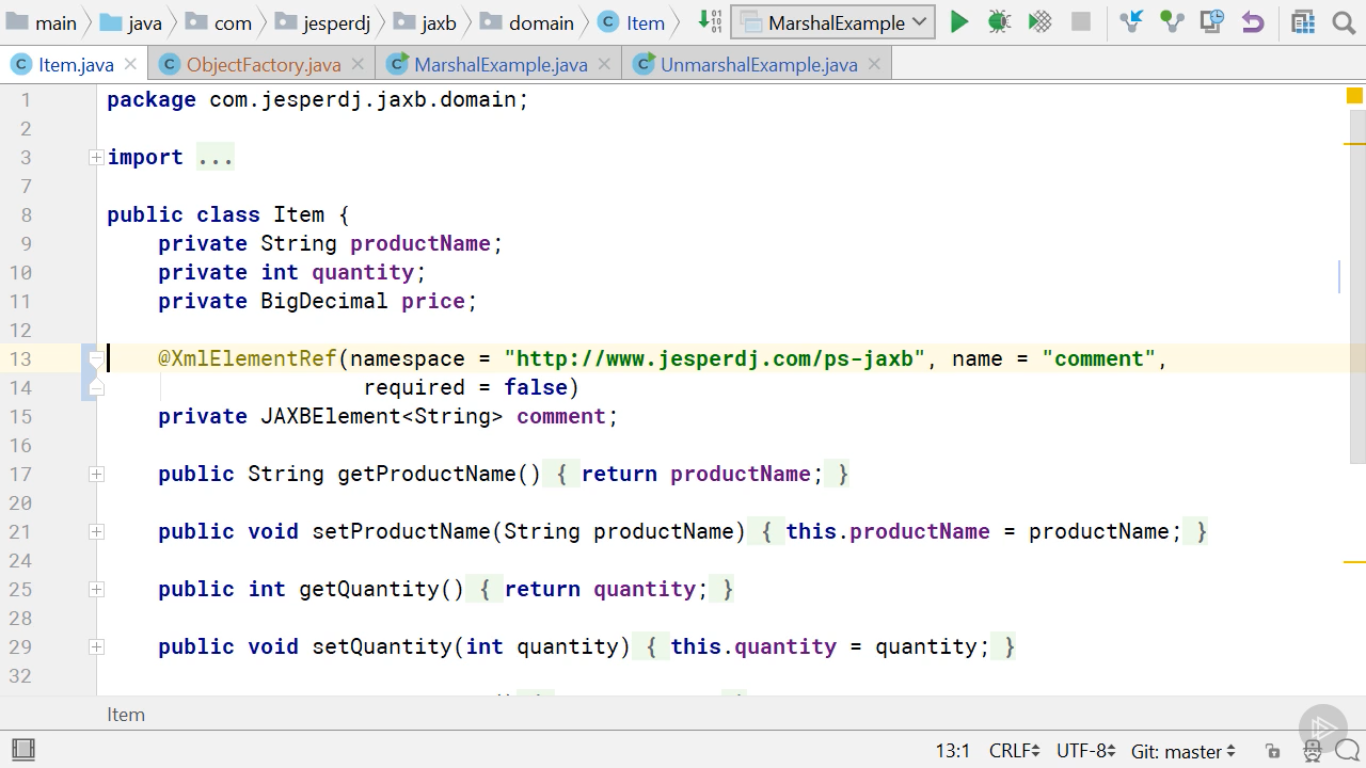 main java com jesperdj jaxb domain Item MarshalExample
Item.java ObjectFactory.java MarshalExample.java UnmarshalExample.java
1 package com.jesperdj.jaxb.domain;
2
3 import ...
7
8 public class Item {
9 private String productName;
10 private int quantity;
11 private BigDecimal price;
12
13 @XmlElementRef(namespace = "http://www.jesperdj.com/ps-jaxb", name = "comment",
14 required = false)
15 private JAXBElement<String> comment;
16
17 public String getProductName() { return productName; }
20
21 public void setProductName(String productName) { this.productName = productName; }
24
25 public int getQuantity() { return quantity; }
28
29 public void setQuantity(int quantity) { this.quantity = quantity; }
32
Item
13:1 CRLF UTF-8 Git: master